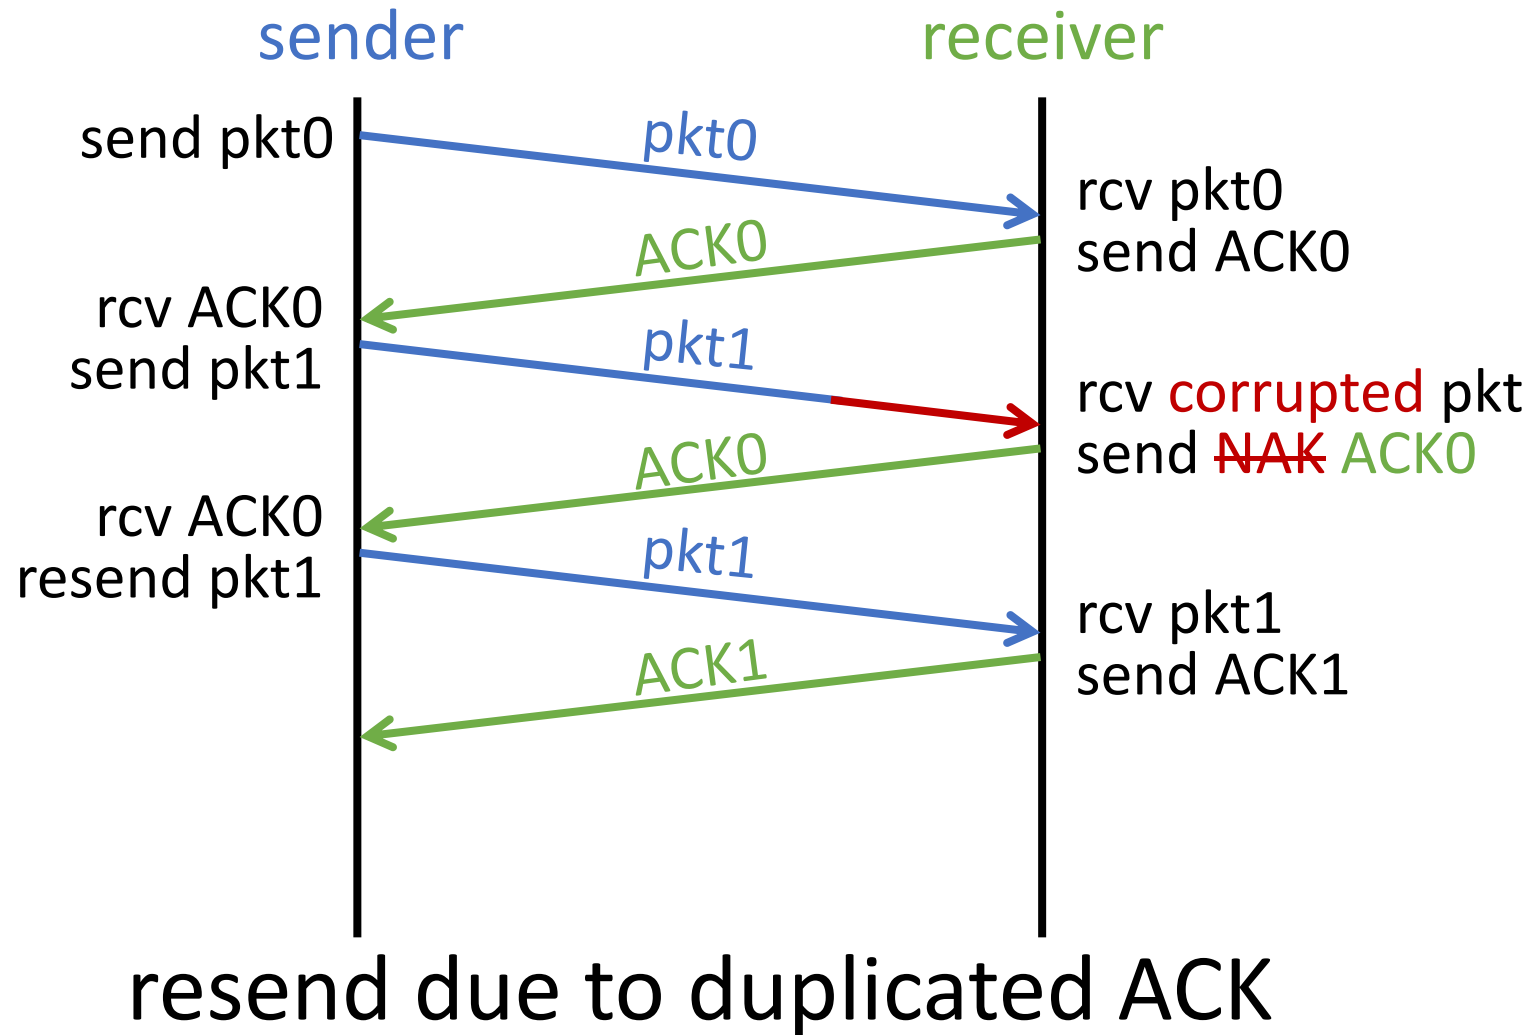 sender
receiver
send pkt0
pkt0
rcv pkt0
send ACK0
ACK0
rcv ACK0
send pkt1
pkt1
rcv corrupted pkt
send NAK ACK0
ACK0
rcv ACK0
resend pkt1
pkt1
rcv pkt1
send ACK1
ACK1
resend due to duplicated ACK